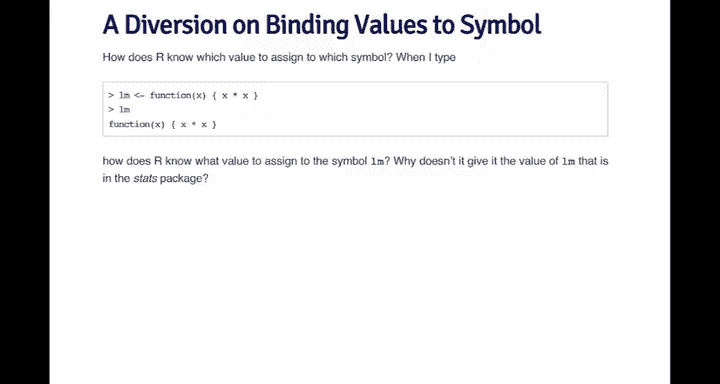 A Diversion on Binding Values to Symbol
How does R know which value to assign to which symbol? When I type
> lm <- function(x) { x * x }
> lm
function(x) { x * x }
how does R know what value to assign to the symbol lm? Why doesn't it give it the value of lm that is
in the stats package?